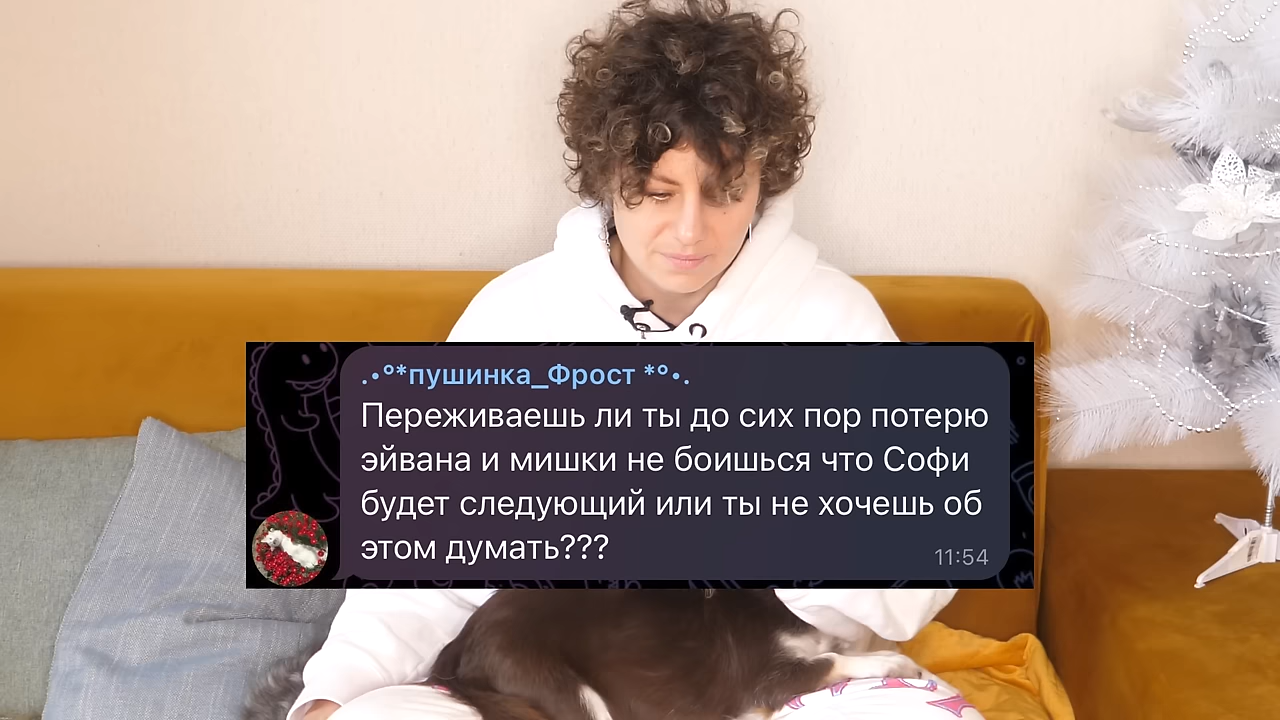 .•°*пушинка_Фрост *°•.
Переживаешь ли ты до сих пор потерю
эйвана и мишки не боишься что Софи
будет следующий или ты не хочешь об
этом думать???
11:54